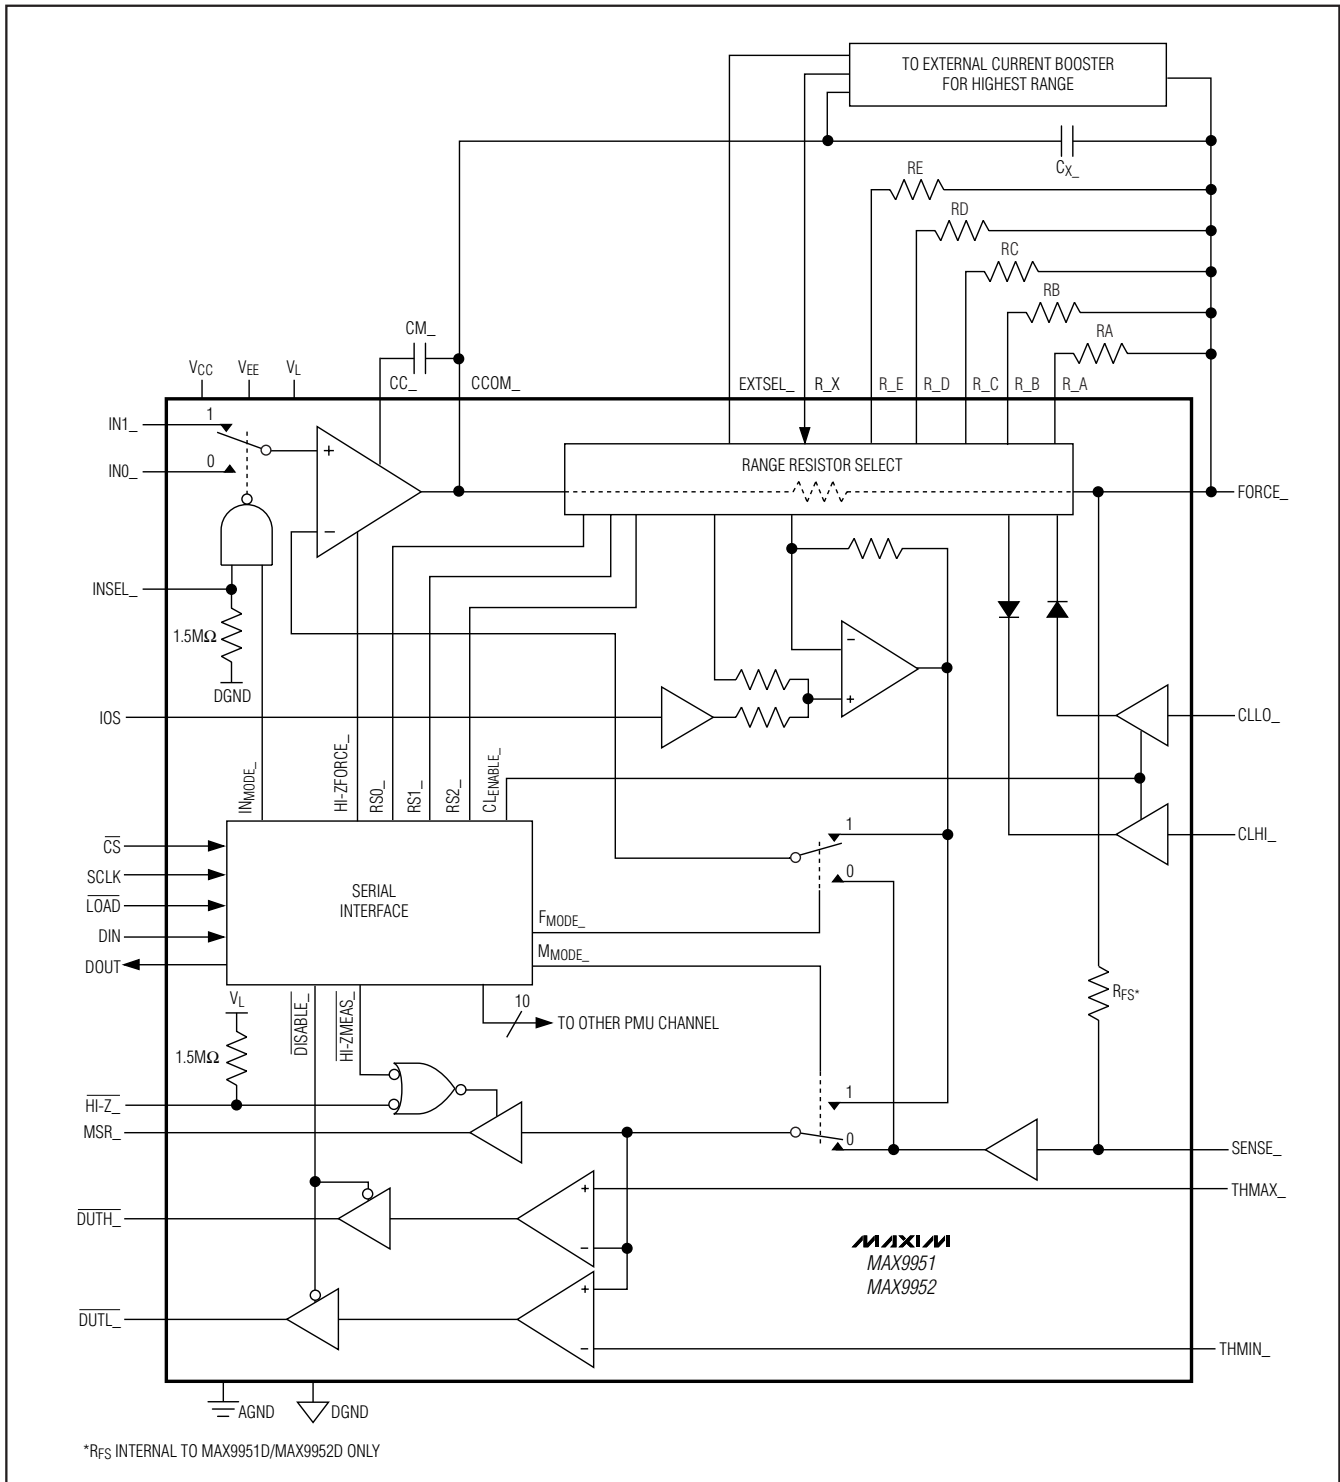 TO EXTERNAL CURRENT BOOSTER
FOR HIGHEST RANGE
CX_
RE
RD
RC
RB
RA
CM_
VCC
VEE
VL
CC_
CCOM_
EXTSEL_
R_X
R_E
R_D
R_C
R_B
R_A
IN1_
1
IN0_
0
+
−
RANGE RESISTOR SELECT
FORCE_
INSEL_
1.5MΩ
DGND
−
+
IOS
CLLO_
INMODE_
HI-ZFORCE_
RS0_
RS1_
RS2_
CLENABLE_
CLHI_
1
0
CS
SCLK
LOAD
DIN
DOUT
SERIAL
INTERFACE
FMODE_
MMODE_
RFS*
VL
1.5MΩ
DISABLE_
HI-ZMEAS_
10
TO OTHER PMU CHANNEL
HI-Z_
MSR_
1
0
SENSE_
THMAX_
+
−
DUTH_
MAXIM
MAX9951
MAX9952
+
−
DUTL_
THMIN_
AGND
DGND
*RFS INTERNAL TO MAX9951D/MAX9952D ONLY